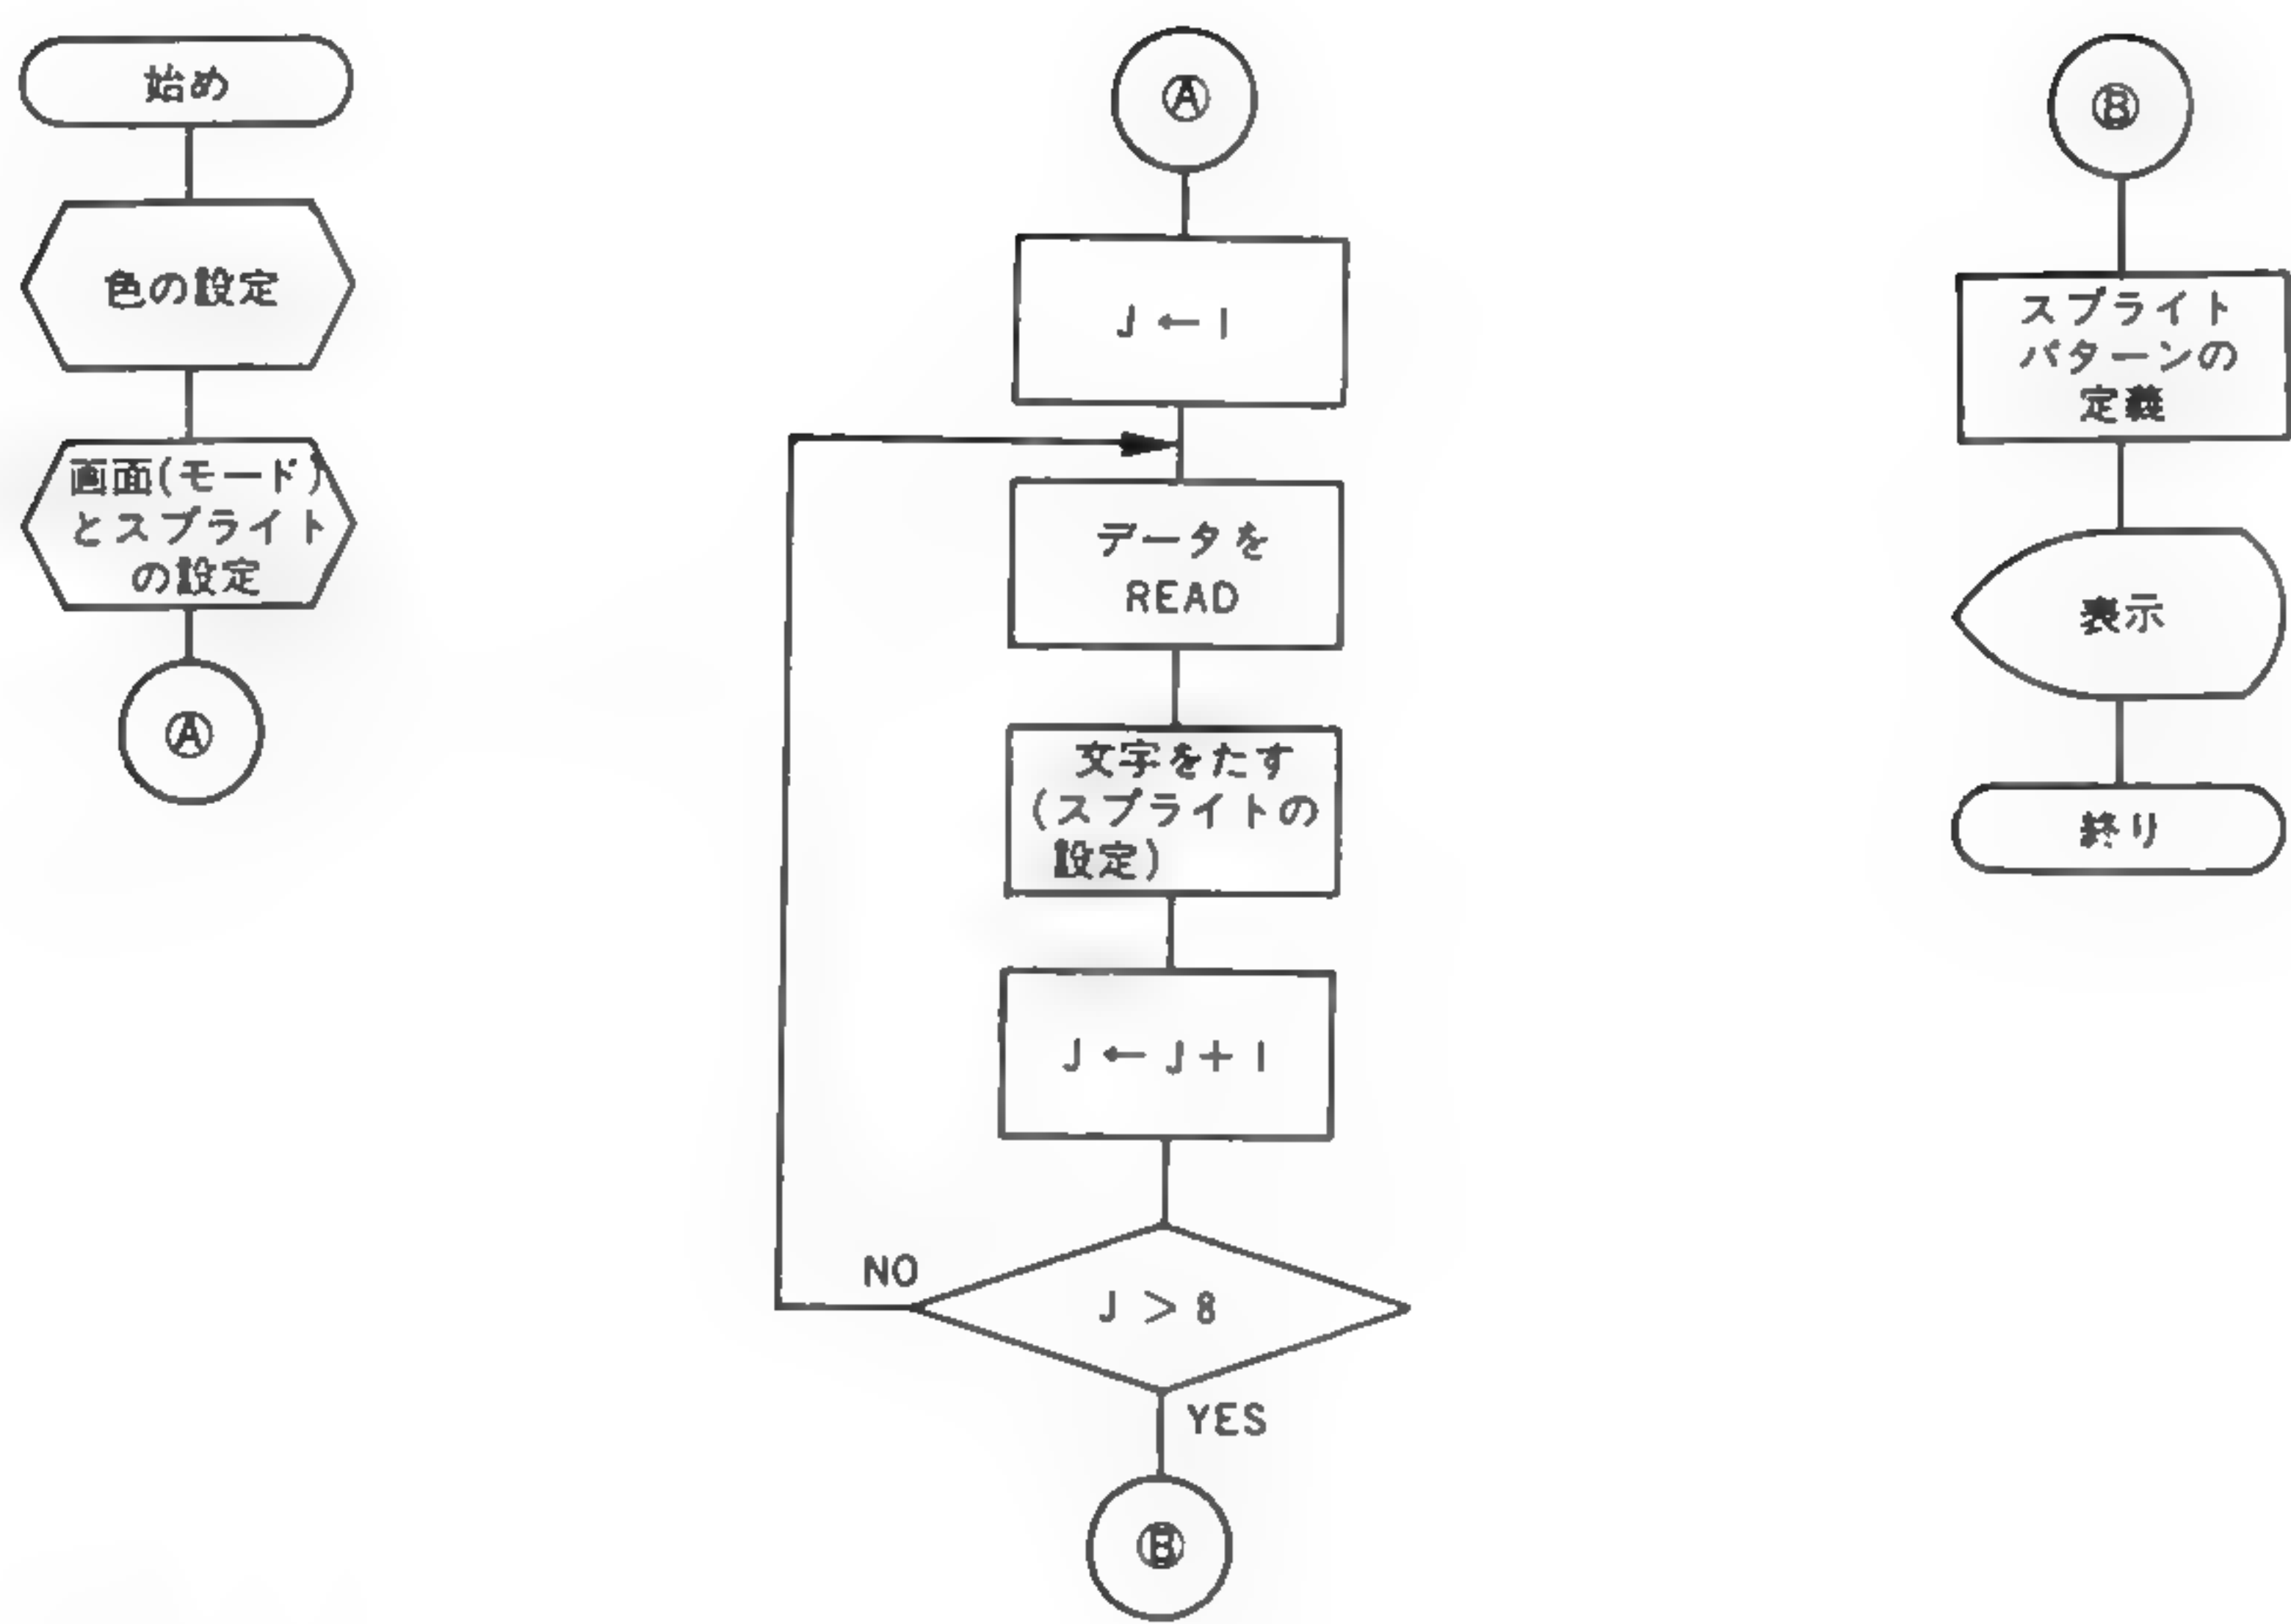 始め
色の設定
画面(モード)
とスプライト
の設定
Ⓐ
Ⓐ
J ← 1
データを
READ
文字をたす
(スプライトの
設定)
J ← J + 1
NO
J > 8
YES
Ⓑ
Ⓑ
スプライト
パターンの
定義
表示
終り